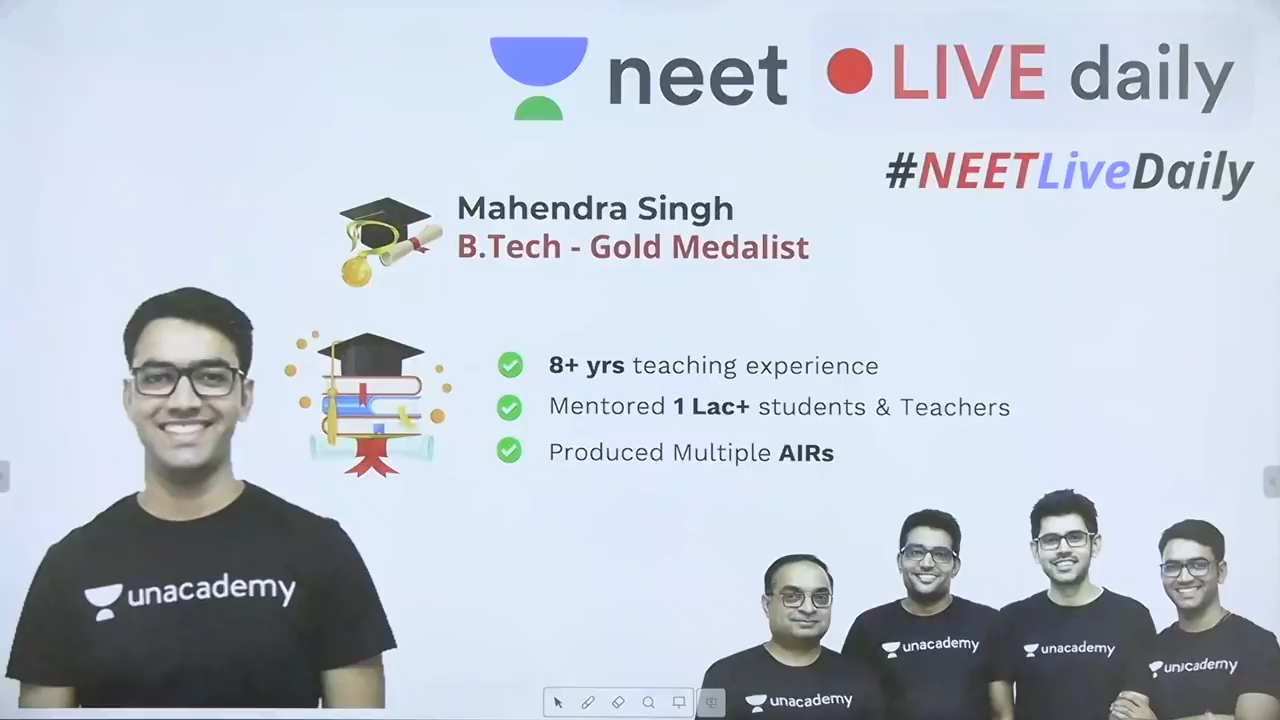 neet LIVE daily
#NEETLiveDaily
Mahendra Singh
B.Tech - Gold Medalist
8+ yrs teaching experience
Mentored 1 Lac+ students & Teachers
Produced Multiple AIRs
unacademy
unacademy
unacademy
unacademy
unacademy